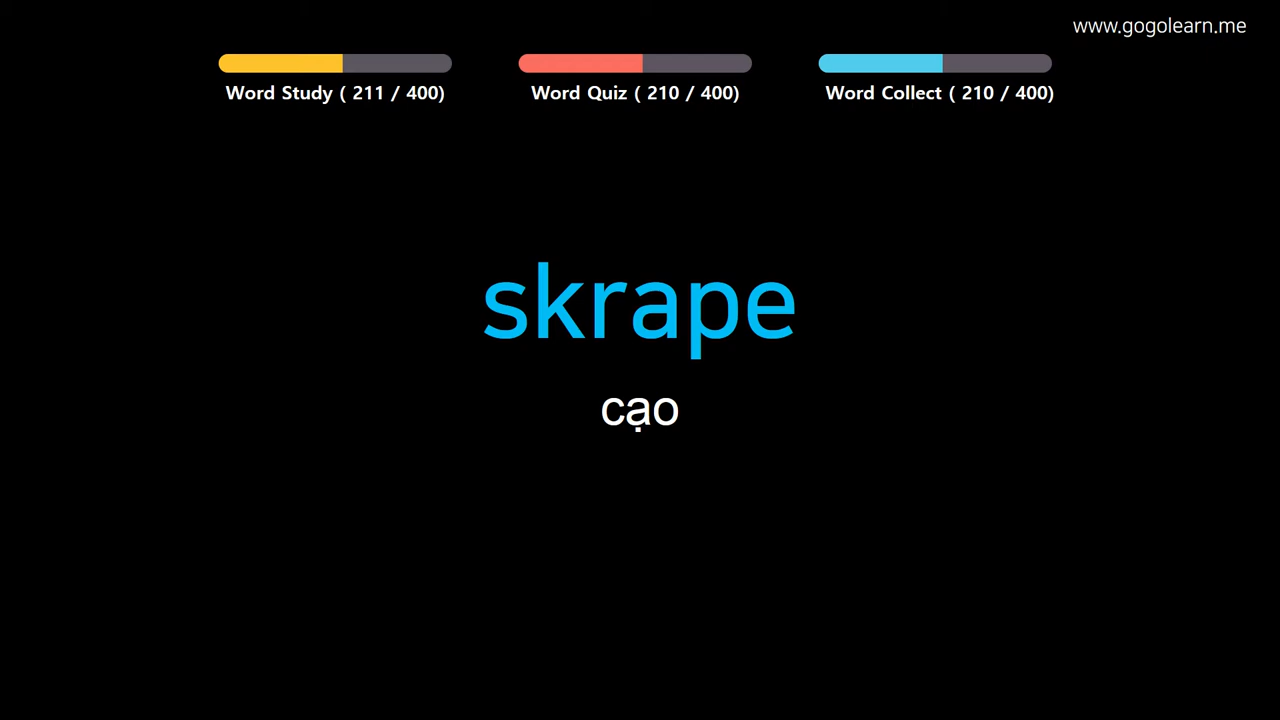 www.gogolearn.me
Word Study ( 211 / 400)
Word Quiz ( 210 / 400)
Word Collect ( 210 / 400)
skrape
cạo